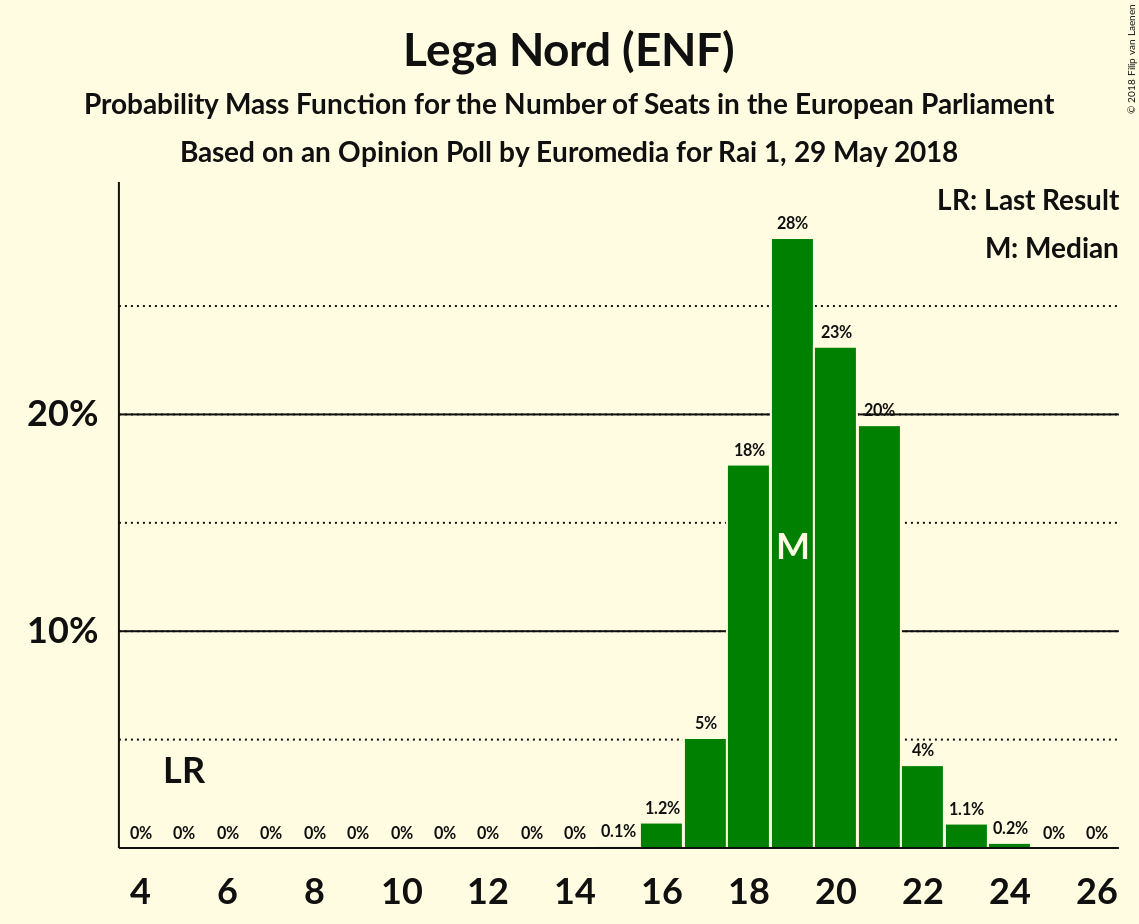 Lega Nord (ENF)
Probability Mass Function for the Number of Seats in the European Parliament
Based on an Opinion Poll by Euromedia for Rai 1, 29 May 2018
© 2018 Filip van Laenen
LR: Last Result
M: Median
28%
23%
20%
20%
18%
M
10%
5%
4%
LR
1.2%
1.1%
0% 0% 0% 0% 0% 0% 0% 0% 0% 0% 0% 0.1% 0.2% 0% 0%
4 6 8 10 12 14 16 18 20 22 24 26